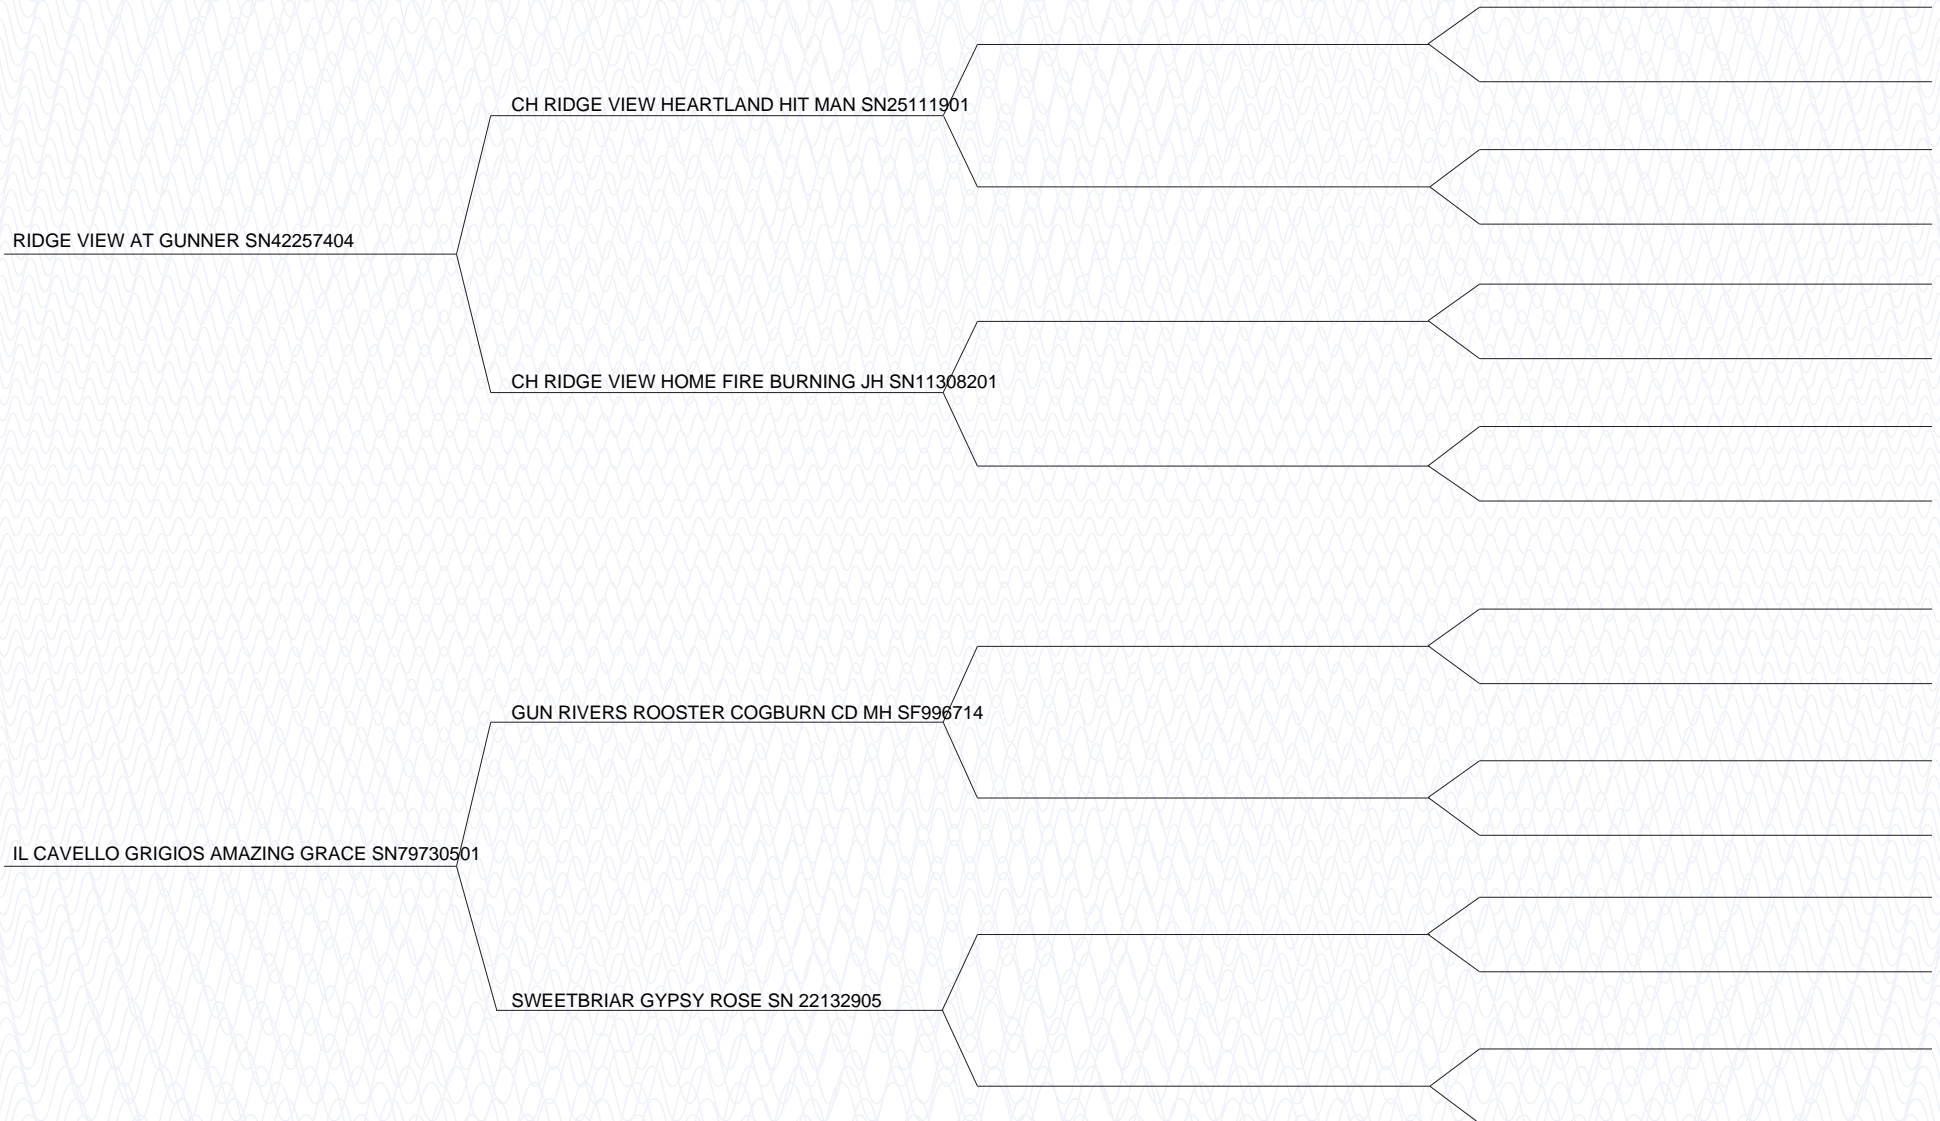 CH RIDGE VIEW HEARTLAND HIT MAN SN25111901
RIDGE VIEW AT GUNNER SN42257404
CH RIDGE VIEW HOME FIRE BURNING JH SN11308201
GUN RIVERS ROOSTER COGBURN CD MH SF996714
IL CAVELLO GRIGIOS AMAZING GRACE SN79730501
SWEETBRIAR GYPSY ROSE SN 22132905